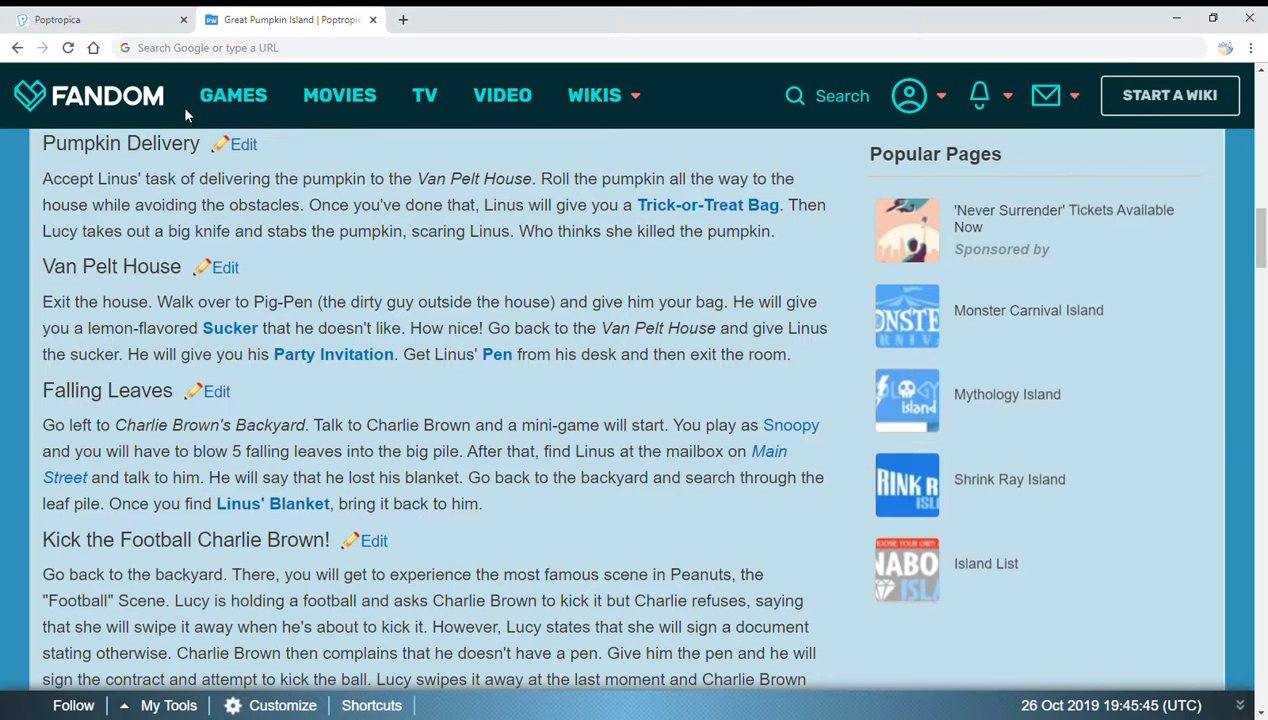 Poptropica
Great Pumpkin Island | Poptropic
Search Google or type a URL
FANDOM GAMES MOVIES TV VIDEO WIKIS Search START A WIKI
Pumpkin Delivery Edit
Accept Linus' task of delivering the pumpkin to the Van Pelt House. Roll the pumpkin all the way to the
house while avoiding the obstacles. Once you've done that, Linus will give you a Trick-or-Treat Bag. Then
Lucy takes out a big knife and stabs the pumpkin, scaring Linus. Who thinks she killed the pumpkin.
Van Pelt House Edit
Exit the house. Walk over to Pig-Pen (the dirty guy outside the house) and give him your bag. He will give
you a lemon-flavored Sucker that he doesn't like. How nice! Go back to the Van Pelt House and give Linus
the sucker. He will give you his Party Invitation. Get Linus' Pen from his desk and then exit the room.
Falling Leaves Edit
Go left to Charlie Brown's Backyard. Talk to Charlie Brown and a mini-game will start. You play as Snoopy
and you will have to blow 5 falling leaves into the big pile. After that, find Linus at the mailbox on Main
Street and talk to him. He will say that he lost his blanket. Go back to the backyard and search through the
leaf pile. Once you find Linus' Blanket, bring it back to him.
Kick the Football Charlie Brown! Edit
Go back to the backyard. There, you will get to experience the most famous scene in Peanuts, the
"Football" Scene. Lucy is holding a football and asks Charlie Brown to kick it but Charlie refuses, saying
that she will swipe it away when he's about to kick it. However, Lucy states that she will sign a document
stating otherwise. Charlie Brown then complains that he doesn't have a pen. Give him the pen and he will
sign the contract and attempt to kick the ball. Lucy swipes it away at the last moment and Charlie Brown
Popular Pages
'Never Surrender' Tickets Available
Now
Sponsored by
ONSTE
RNIV
Monster Carnival Island
OLOGY
island
Mythology Island
RINK R
ISL
Shrink Ray Island
HOOSE YOUR OWN
NABO
ISL
Island List
Follow My Tools Customize Shortcuts 26 Oct 2019 19:45:45 (UTC)